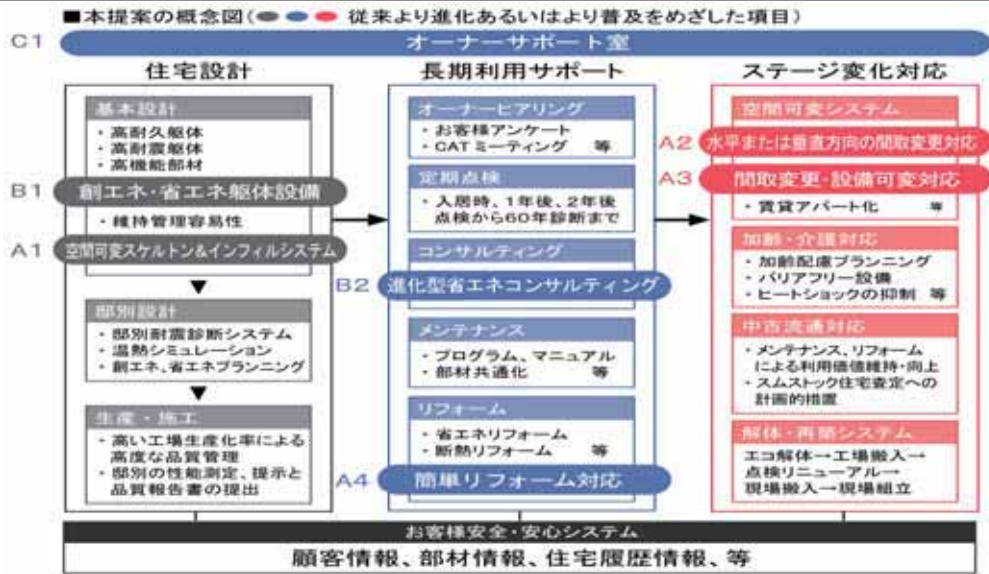 ■本提案の概念図(●●● 従来より進化あるいはより普及をめざした項目)
C1 オーナーサポート室
住宅設計
基本設計
・高耐久躯体
・高耐震躯体
・高機能部材
B1 創エネ・省エネ躯体設備
・維持管理容易性
A1 空間可変スケルトン&インフィルシステム
▼
邸別設計
・邸別耐震診断システム
・温熱シミュレーション
・創エネ、省エネプランニング
▼
生産・施工
・高い工場生産化率による
高度な品質管理
・邸別の性能測定、提示と
品質報告書の提出
長期利用サポート
オーナーヒアリング
・お客様アンケート
・CATミーティング 等
定期点検
・入居時、1年後、2年後
点検から60年診断まで
コンサルティング
B2 進化型省エネコンサルティング
メンテナンス
・プログラム、マニュアル
・部材共通化 等
リフォーム
・省エネリフォーム
・断熱リフォーム 等
A4 簡単リフォーム対応
ステージ変化対応
空間可変システム
A2 水平または垂直方向の間取変更対応
A3 間取変更・設備可変対応
・賃貸アパート化 等
加齢・介護対応
・加齢配慮プランニング
・バリアフリー設備
・ヒートショックの抑制 等
中古流通対応
・メンテナンス、リフォーム
による利用価値維持・向上
・スムストック住宅査定への
計画的措置
解体・再築システム
エコ解体→工場搬入→
点検リニューアル→
現場搬入→現場組立
お客様安全・安心システム
顧客情報、部材情報、住宅履歴情報、等